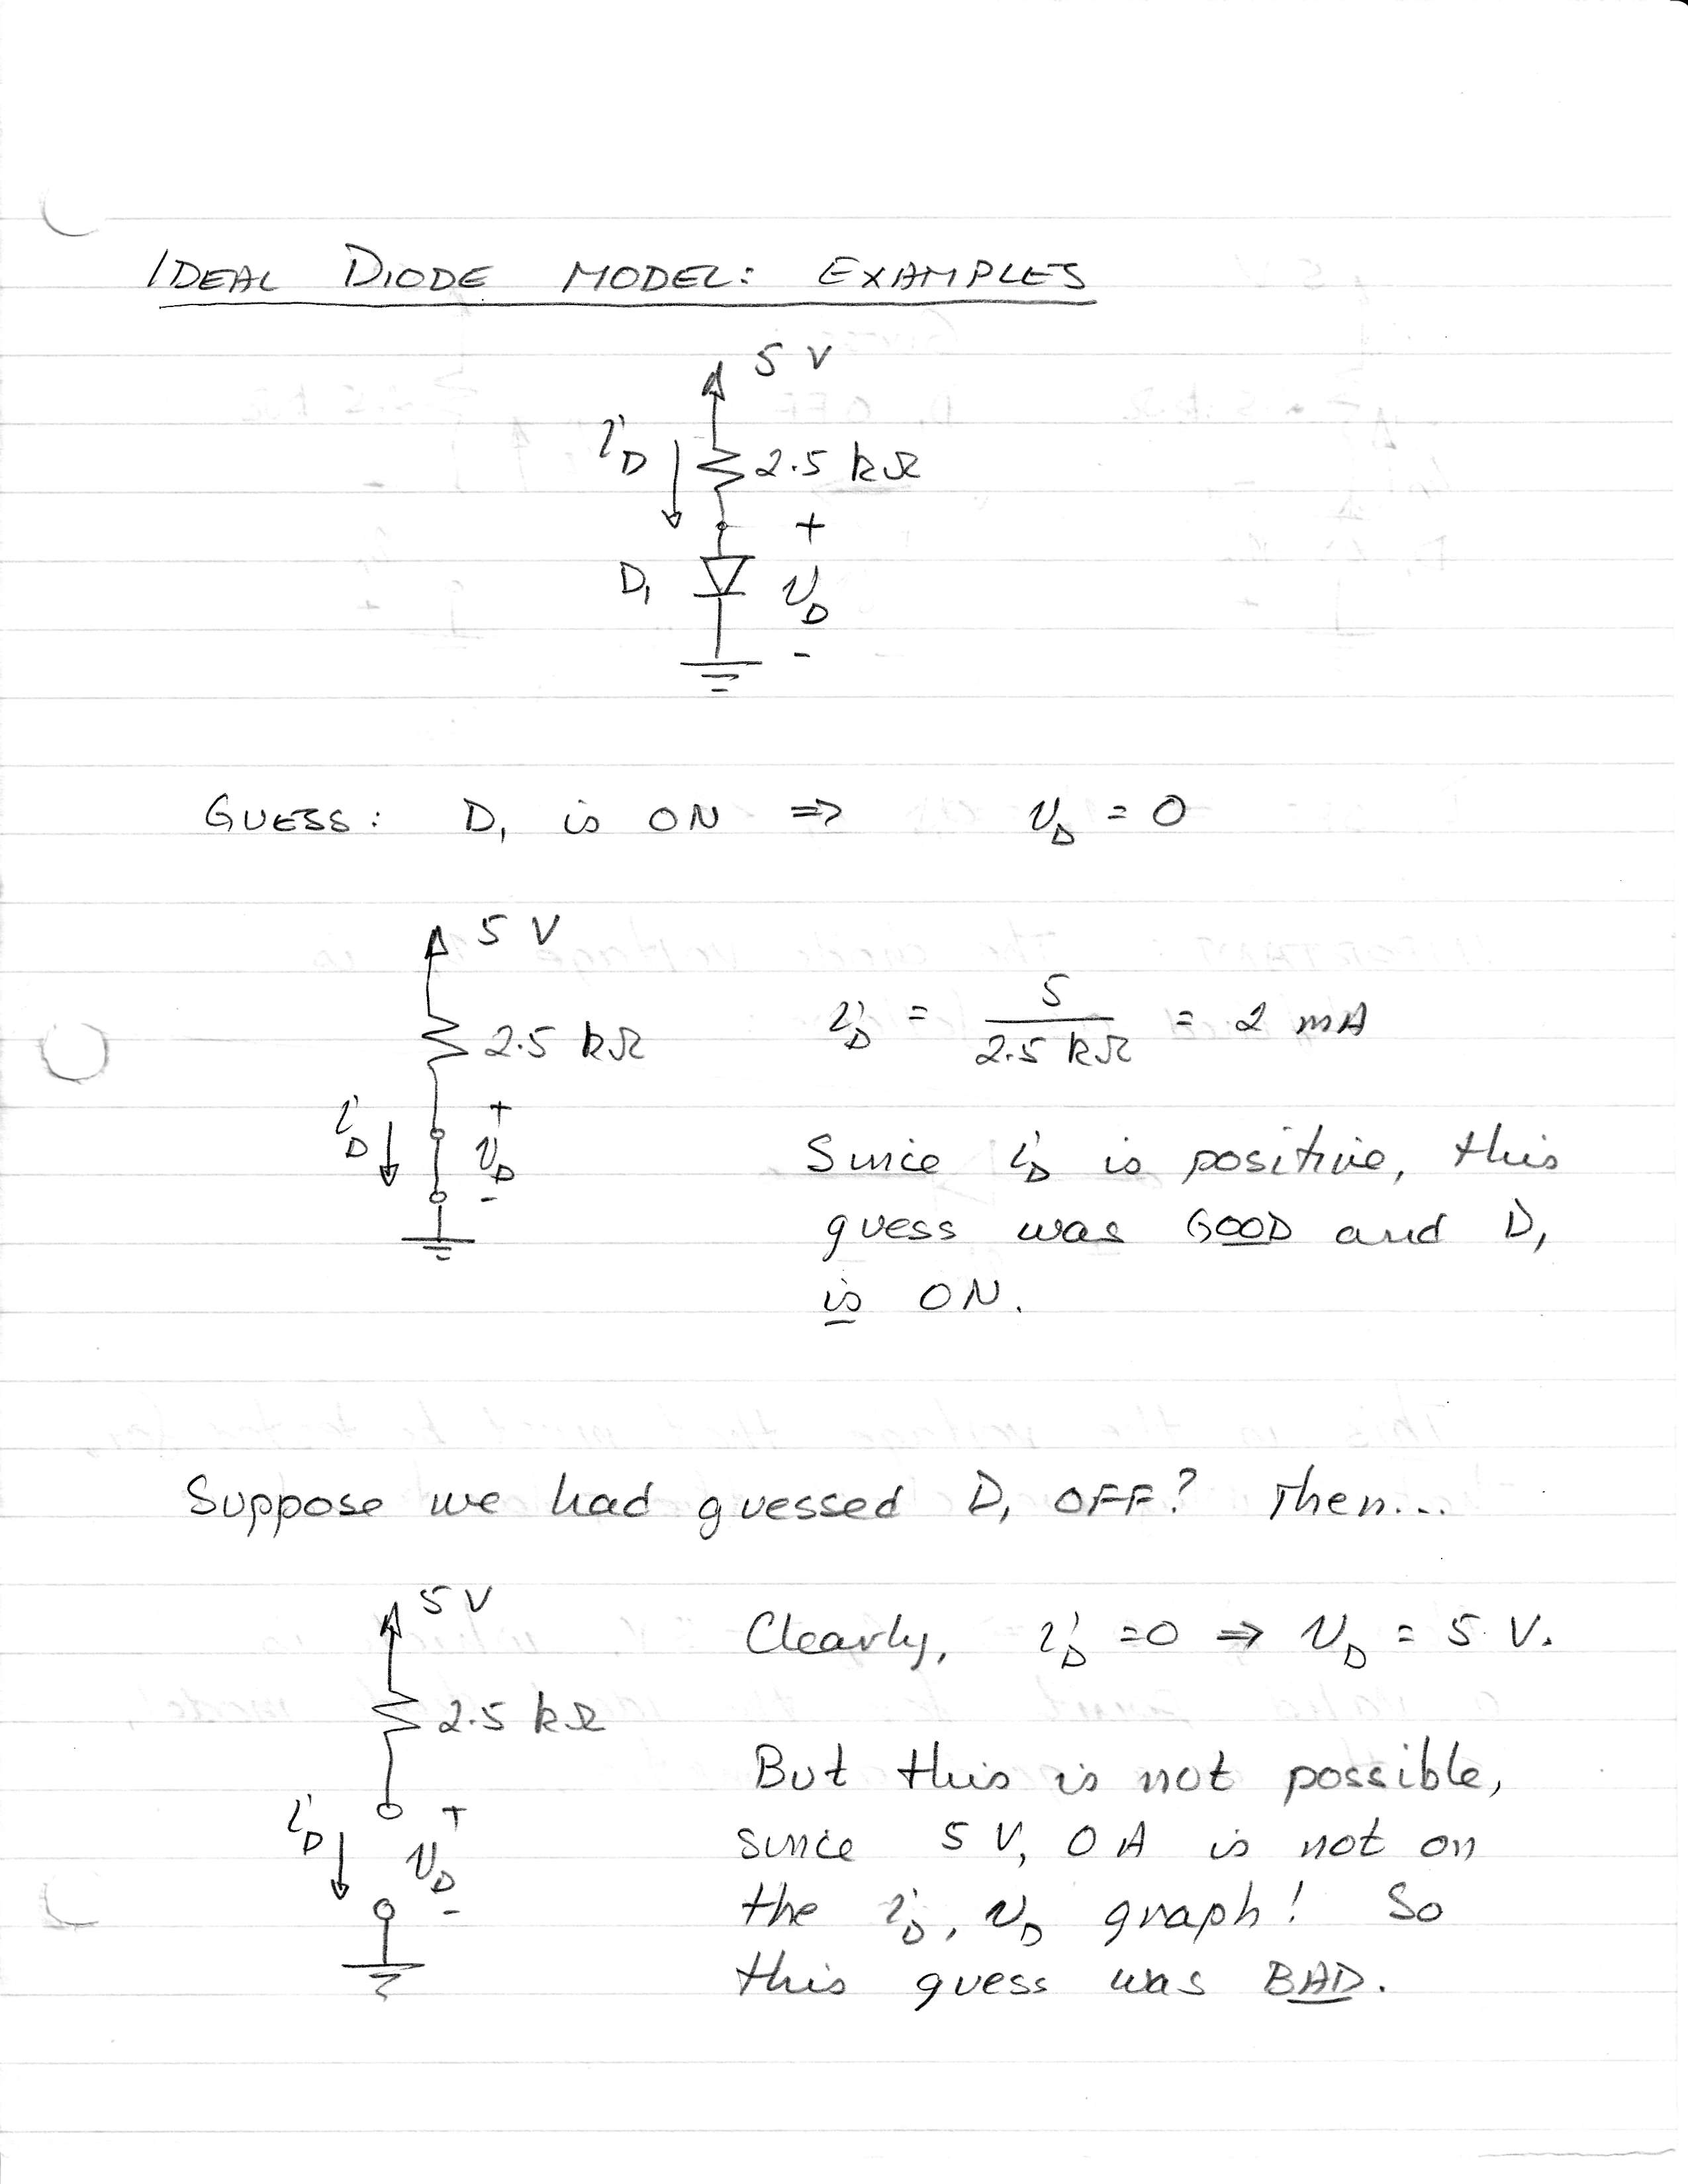 IDEAL DIODE MODEL: EXAMPLES
5 V
i_D
2.5 kΩ
+
D₁
v_D
-
GUESS: D₁ is ON ⇒ v_D = 0
5 V
2.5 kΩ
i_D = 5 / 2.5 kΩ = 2 mA
i_D
+
v_D
-
Since i_D is positive, this
guess was GOOD and D₁
is ON.
Suppose we had guessed D₁ OFF? Then...
5 V
2.5 kΩ
Clearly, i_D = 0 ⇒ v_D = 5 V.
i_D
+
v_D
-
But this is not possible,
since 5 V, 0 A is not on
the i_D, v_D graph! So
this guess was BAD.